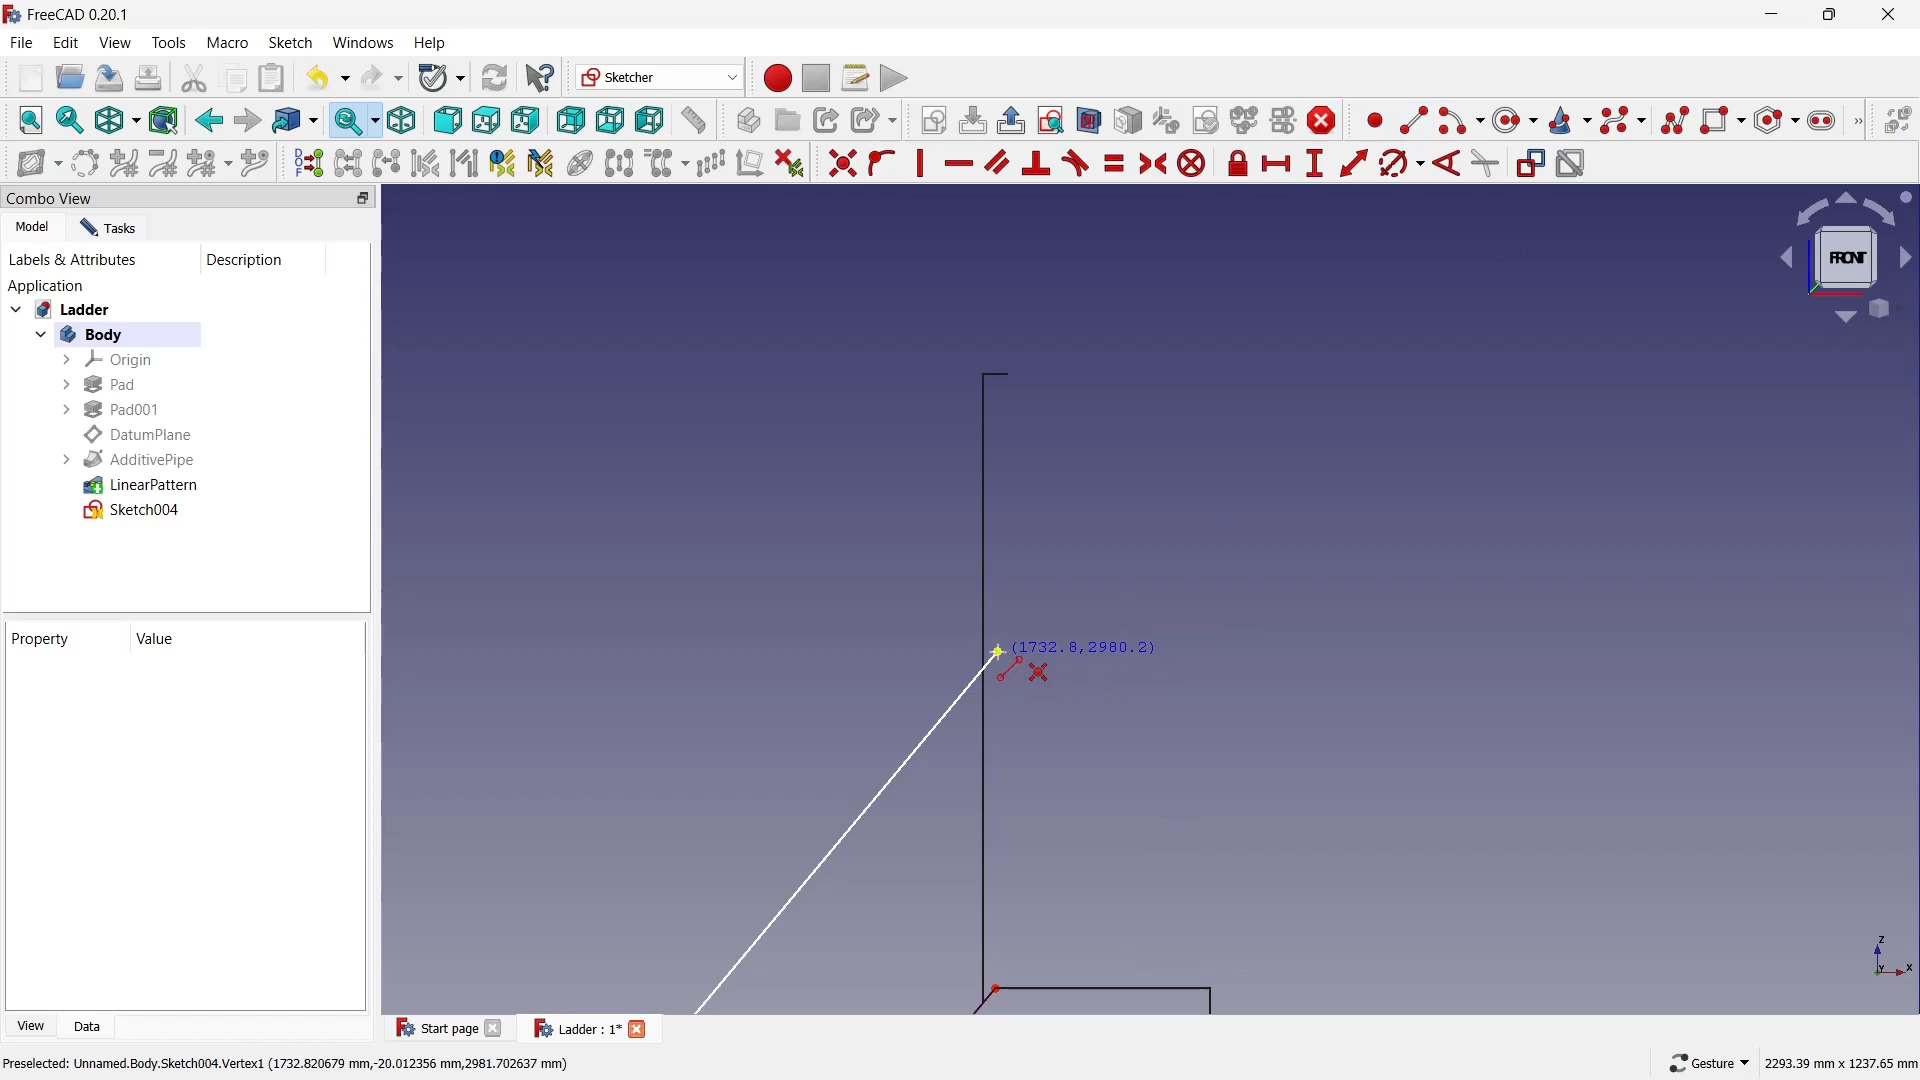 FreeCAD 0.20.1
File Edit View Tools Macro Sketch Windows Help
Sketcher
Combo View
Model Tasks
Labels & Attributes Description
Application
Ladder
Body
Origin
Pad
Pad001
DatumPlane
AdditivePipe
LinearPattern
Sketch004
Property Value
View Data
FRONT
(1732.8,2980.2)
Z
Y X
Start page
Ladder : 1*
Preselected: Unnamed.Body.Sketch004.Vertex1 (1732.820679 mm,-20.012356 mm,2981.702637 mm)
Gesture 2293.39 mm x 1237.65 mm